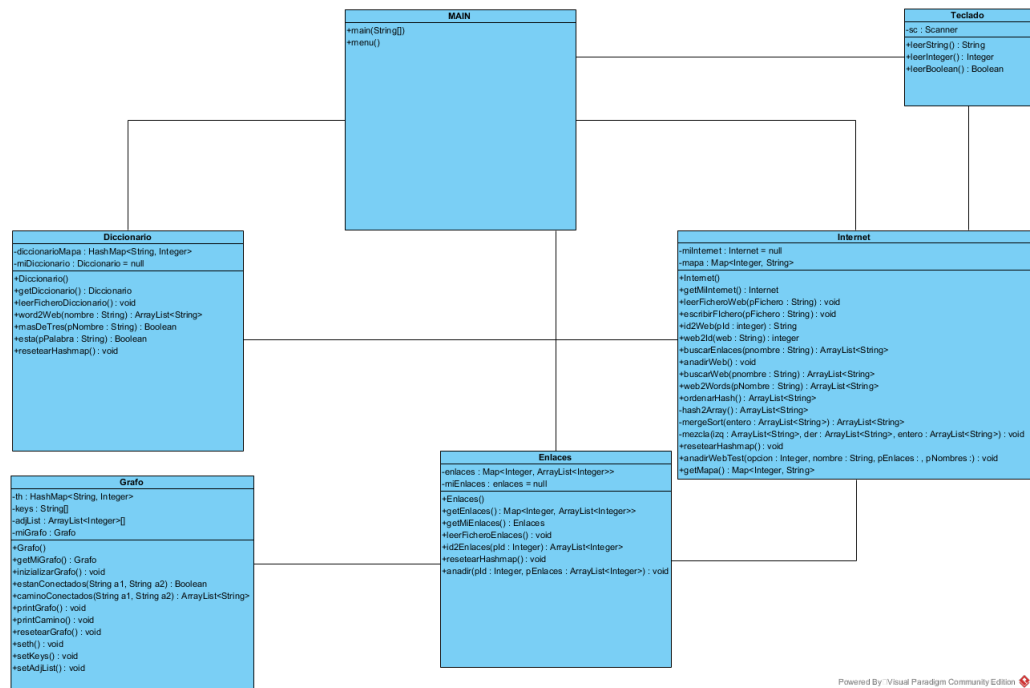 MAIN
+main(String[])
+menu()
Teclado
-sc : Scanner
+leerString() : String
+leerInteger() : Integer
+leerBoolean() : Boolean
Diccionario
-diccionarioMapa : HashMap<String, Integer>
-miDiccionario : Diccionario = null
+Diccionario()
+getDiccionario() : Diccionario
+leerFicheroDiccionario() : void
+word2Web(nombre : String) : ArrayList<String>
+masDeTres(pNombre : String) : Boolean
+esta(pPalabra : String) : Boolean
+resetearHashmap() : void
Internet
-miInternet : Internet = null
-mapa : Map<Integer, String>
+Internet()
+getMiInternet() : Internet
+leerFicheroWeb(pFichero : String) : void
+escribirFIchero(pFichero : String) : void
+id2Web(pId : integer) : String
+web2Id(web : String) : integer
+buscarEnlaces(pnombre : String) : ArrayList<String>
+anadirWeb() : void
+buscarWeb(pnombre : String) : ArrayList<String>
+web2Words(pNombre : String) : ArrayList<String>
+ordenarHash() : ArrayList<String>
-hash2Array() : ArrayList<String>
-mergeSort(entero : ArrayList<String>) : ArrayList<String>
-mezcla(izq : ArrayList<String>, der : ArrayList<String>, entero : ArrayList<String>) : void
+resetearHashmap() : void
+anadirWebTest(opcion : Integer, nombre : String, pEnlaces : , pNombres :) : void
+getMapa() : Map<Integer, String>
Enlaces
-enlaces : Map<Integer, ArrayList<Integer>>
-miEnlaces : enlaces = null
+Enlaces()
+getEnlaces() : Map<Integer, ArrayList<Integer>>
+getMiEnlaces() : Enlaces
+leerFicheroEnlaces() : void
+id2Enlaces(pId : Integer) : ArrayList<Integer>
+resetearHashmap() : void
+anadir(pId : Integer, pEnlaces : ArrayList<Integer>) : void
Grafo
-th : HashMap<String, Integer>
-keys : String[]
-adjList : ArrayList<Integer>[]
-miGrafo : Grafo
+Grafo()
+getMiGrafo() : Grafo
+inizializarGrafo() : void
+estanConectados(String a1, String a2) : Boolean
+caminoConectados(String a1, String a2) : ArrayList<String>
+printGrafo() : void
+printCamino() : void
+resetearGrafo() : void
+seth() : void
+setKeys() : void
+setAdjList() : void
Powered By Visual Paradigm Community Edition